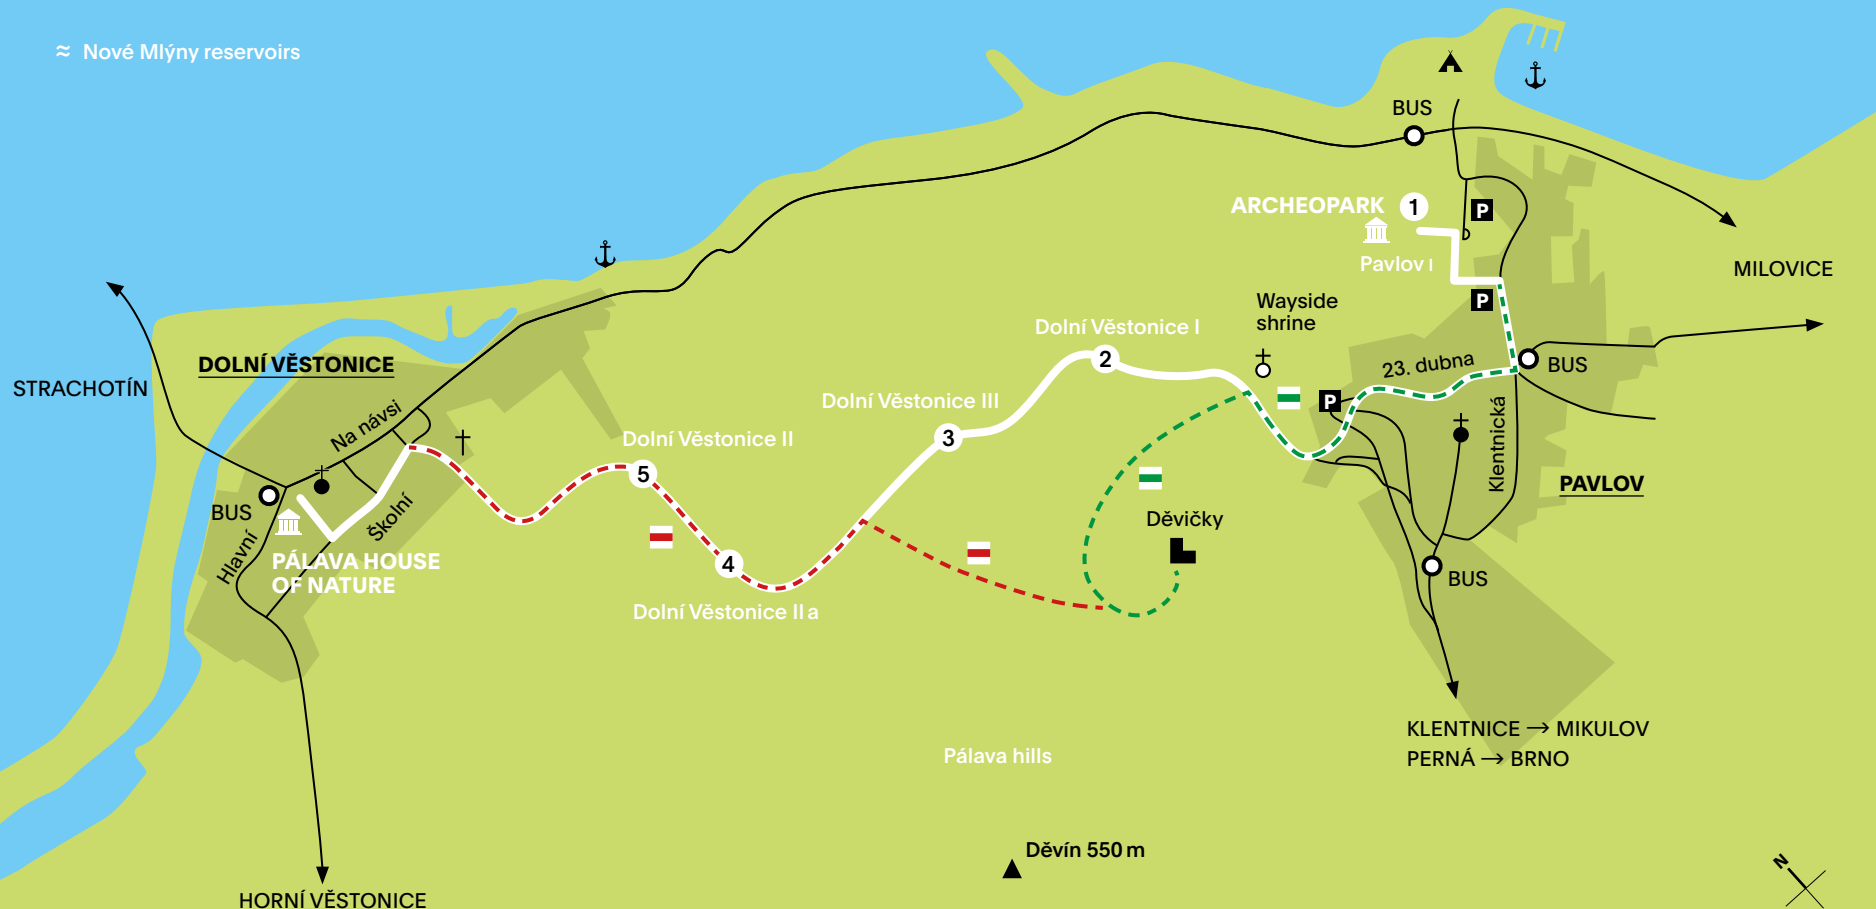 ≈ Nové Mlýny reservoirs
BUS
ARCHEOPARK 1
P
Pavlov I
P
MILOVICE
Wayside
shrine
Dolní Věstonice I
2
DOLNÍ VĚSTONICE
STRACHOTÍN
23. dubna
BUS
P
Dolní Věstonice III
3
Na návsi
Dolní Věstonice II
5
Klentnická
PAVLOV
BUS
Školní
Hlavní
PÁLAVA HOUSE
OF NATURE
Děvičky
4
Dolní Věstonice II a
BUS
KLENTNICE → MIKULOV
PERNÁ → BRNO
Pálava hills
Děvín 550 m
N
HORNÍ VĚSTONICE